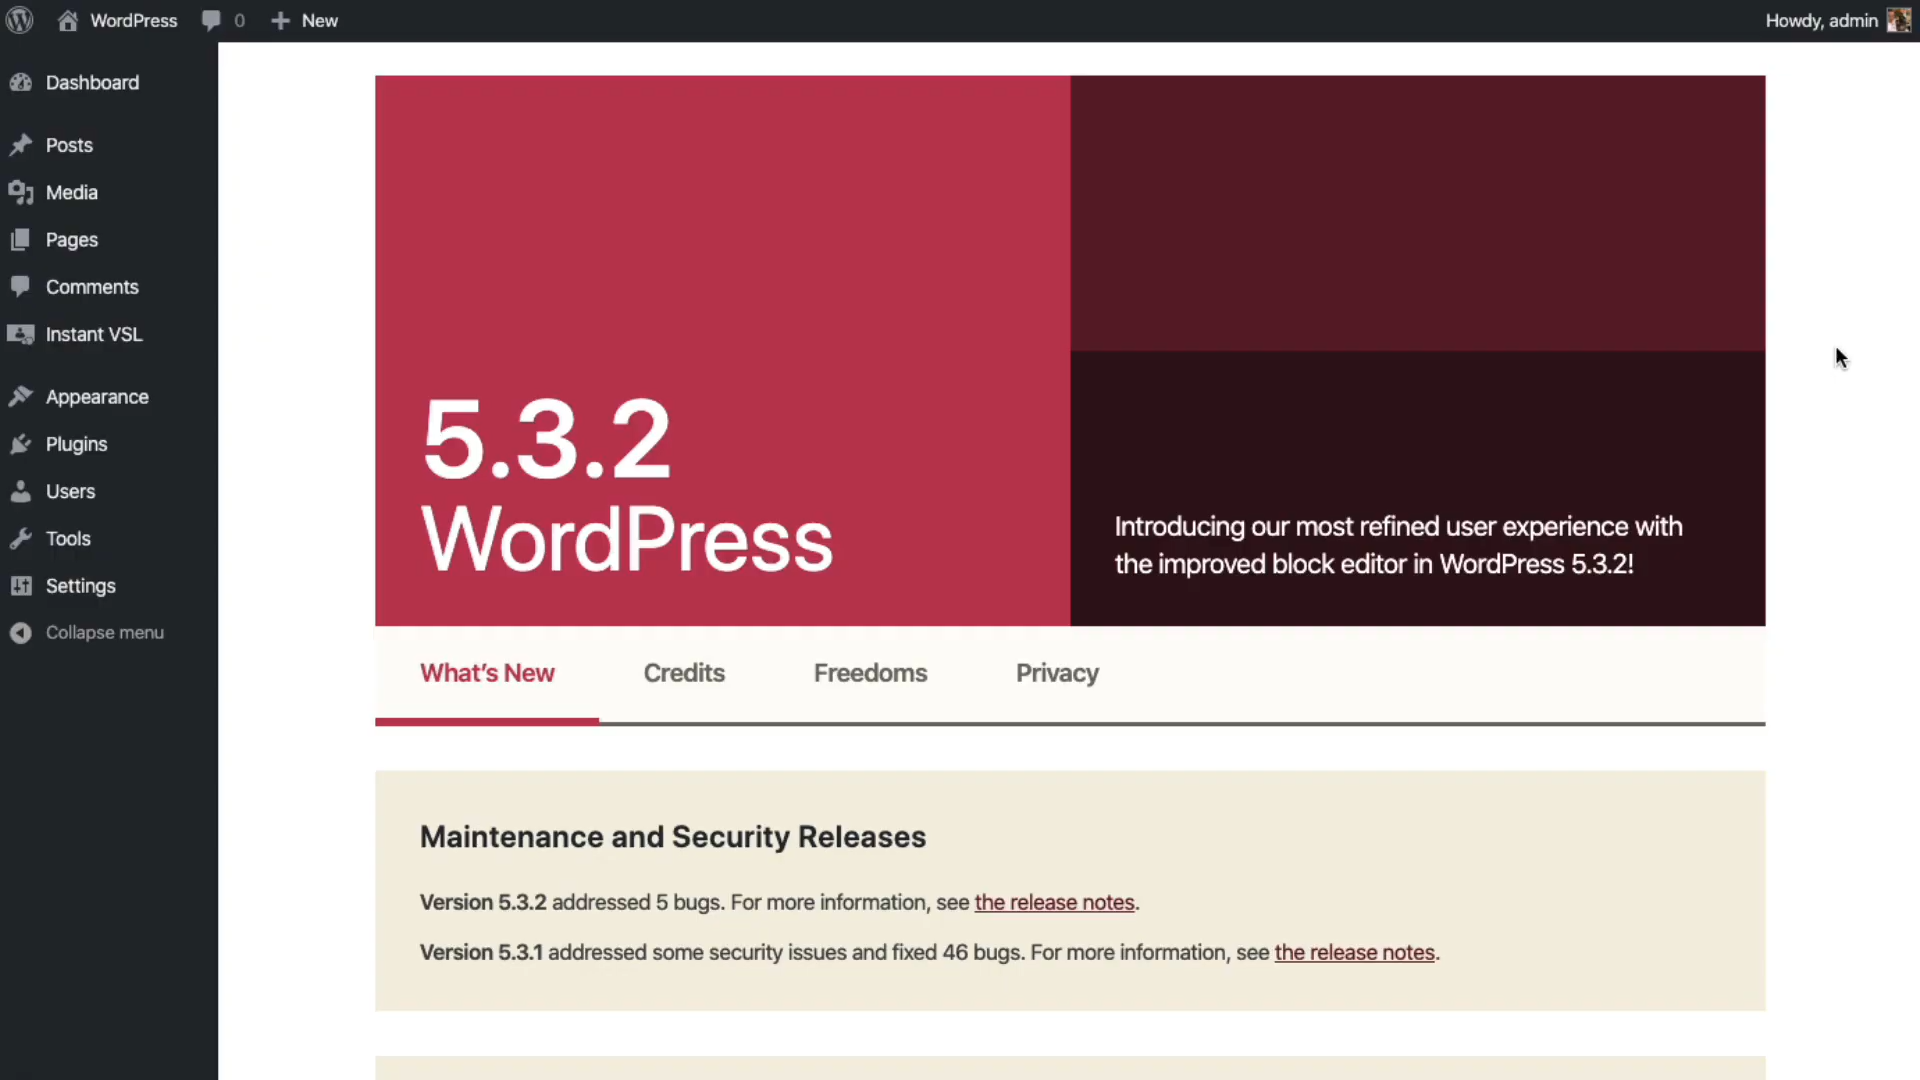 WordPress 0 New Howdy, admin
Dashboard
Posts
Media
Pages
Comments
Instant VSL
Appearance
Plugins
Users
Tools
Settings
Collapse menu
5.3.2
WordPress
Introducing our most refined user experience with
the improved block editor in WordPress 5.3.2!
What's New Credits Freedoms Privacy
Maintenance and Security Releases
Version 5.3.2 addressed 5 bugs. For more information, see the release notes.
Version 5.3.1 addressed some security issues and fixed 46 bugs. For more information, see the release notes.